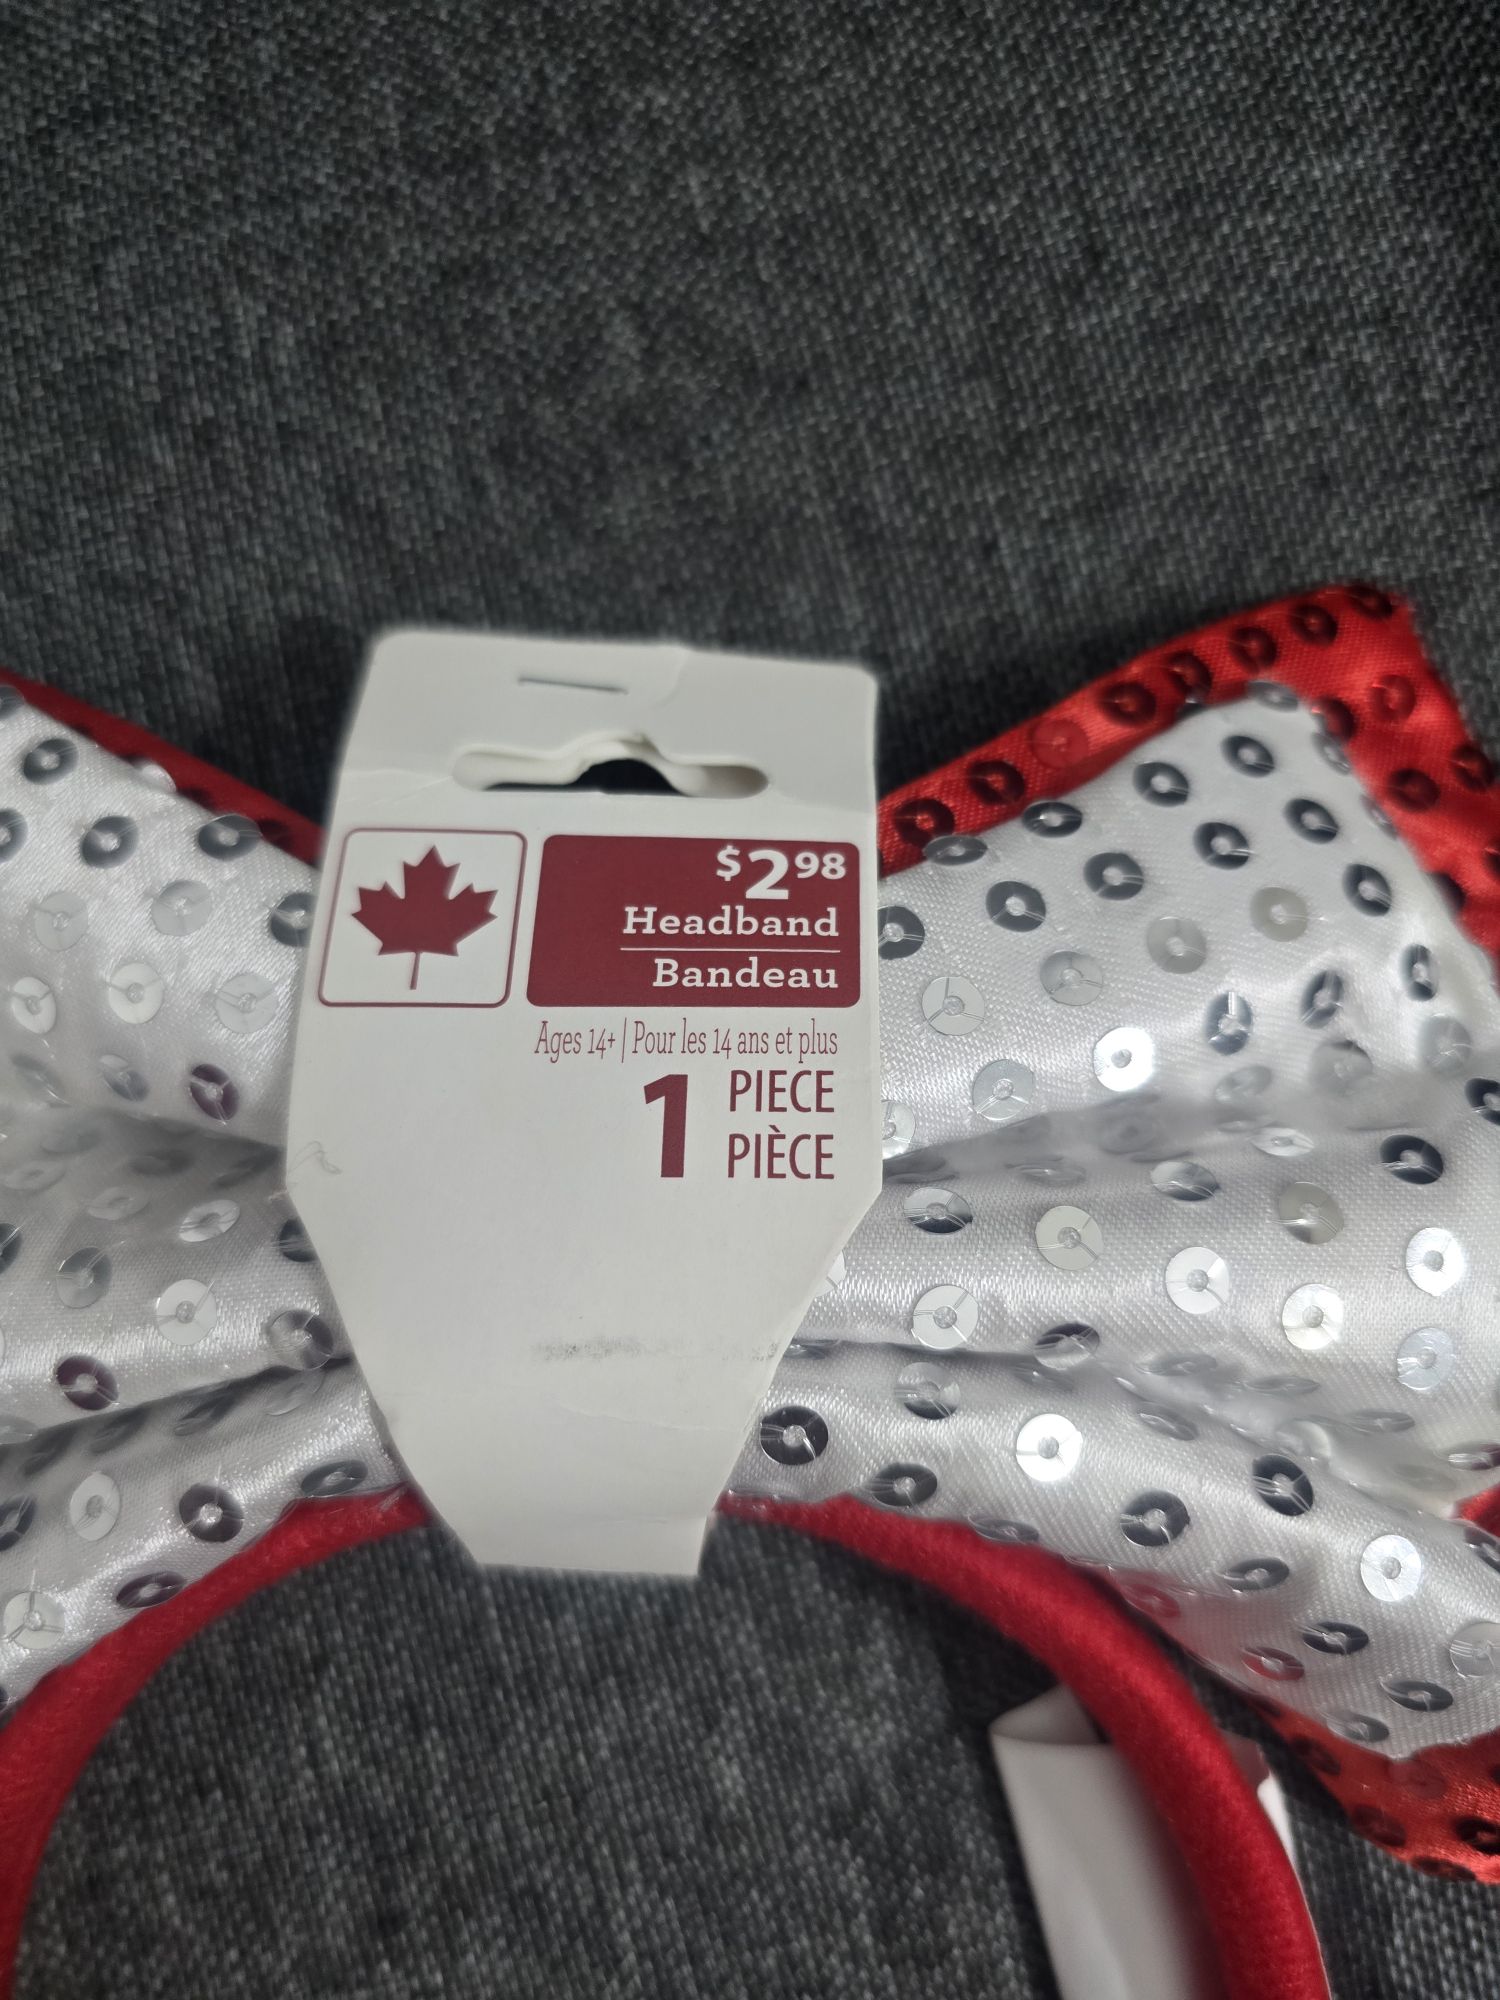 $2 98
Headband
Bandeau
Ages 14+ | Pour les 14 ans et plus
1 PIECE
PIÈCE